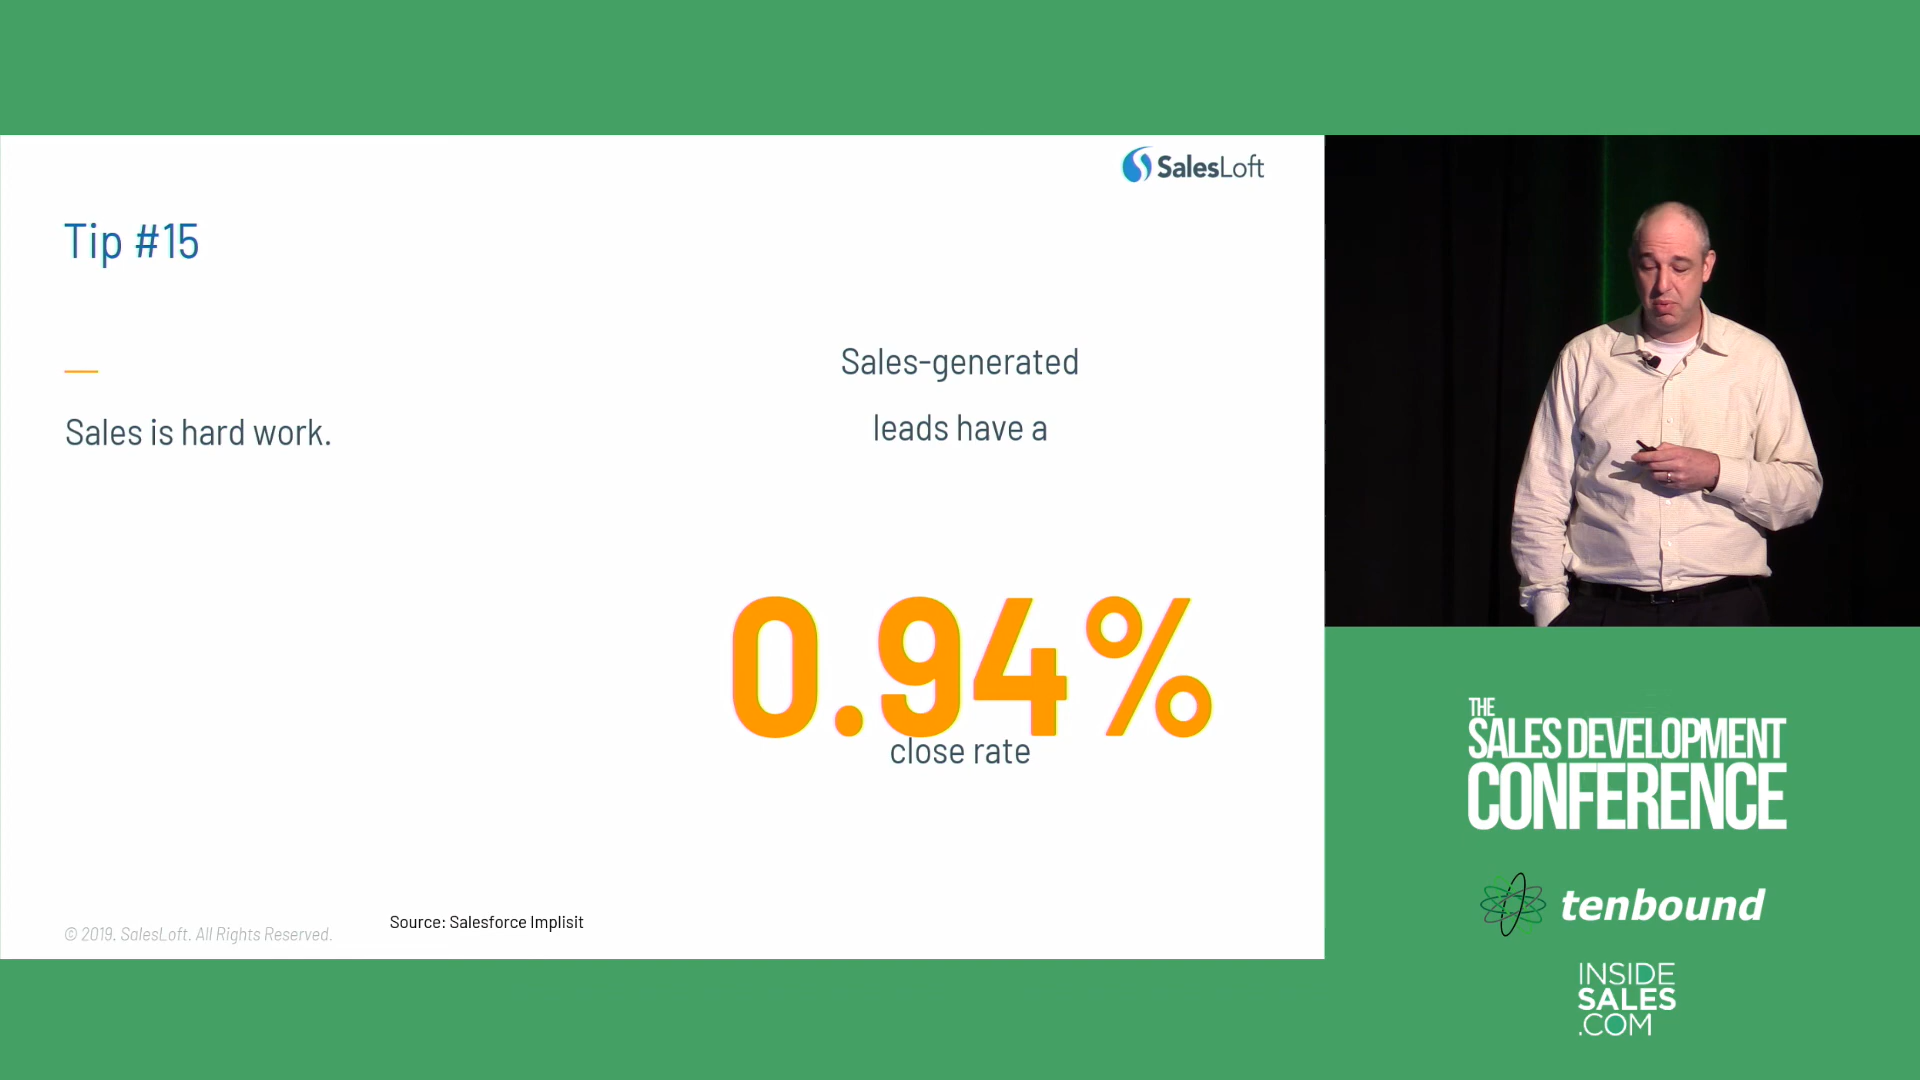 SalesLoft
Tip #15
Sales is hard work.
Sales-generated
leads have a
0.94%
close rate
© 2019. SalesLoft. All Rights Reserved.
Source: Salesforce Implisit
THE
SALES DEVELOPMENT
CONFERENCE
tenbound
INSIDE
SALES
.COM